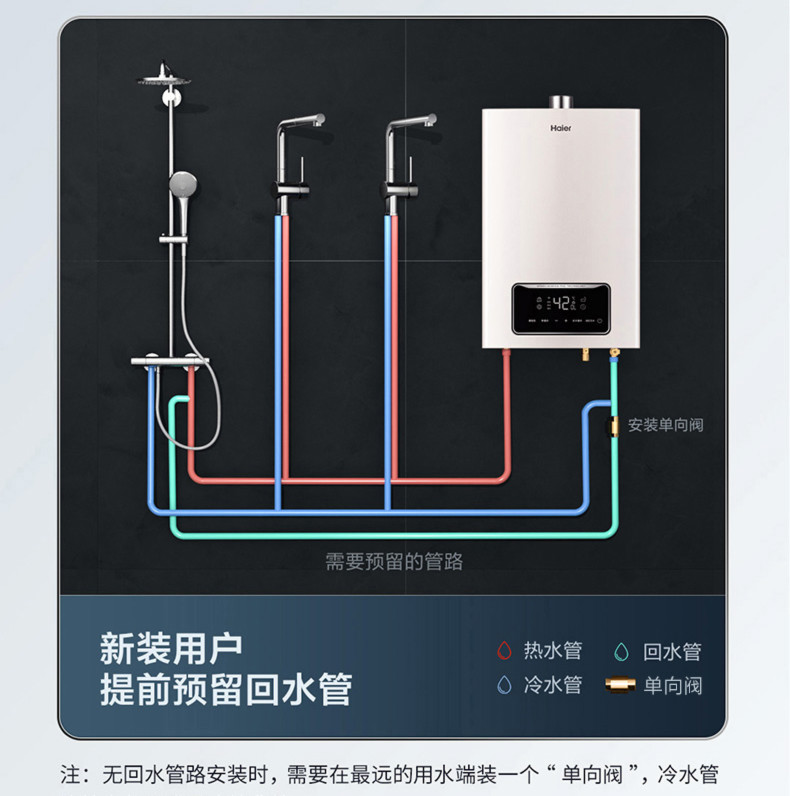 Haier
42
安装单向阀
需要预留的管路
新装用户
提前预留回水管
热水管
回水管
冷水管
单向阀
注：无回水管路安装时，需要在最远的用水端装一个“单向阀”，冷水管